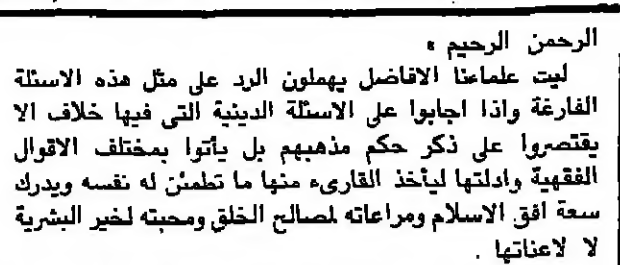 الرحمن الرحيم »
ليت علماءنا الافاضل يهملون الرد على مثل هذه الاسئلة
الفارغة واذا اجابوا على الاسئلة الدينية التى فيها خلاف الا
يقتصروا على ذكر حكم مذهبهم بل يأتوا بمختلف الاقوال
الفقهية وادلتها ليأخذ القارىء منها ما تطمئن له نفسه ويدرك
سعة افق الاسلام ومراعاته لمصالح الخلق ومحبته لخير البشرية
لا لاعناتها .